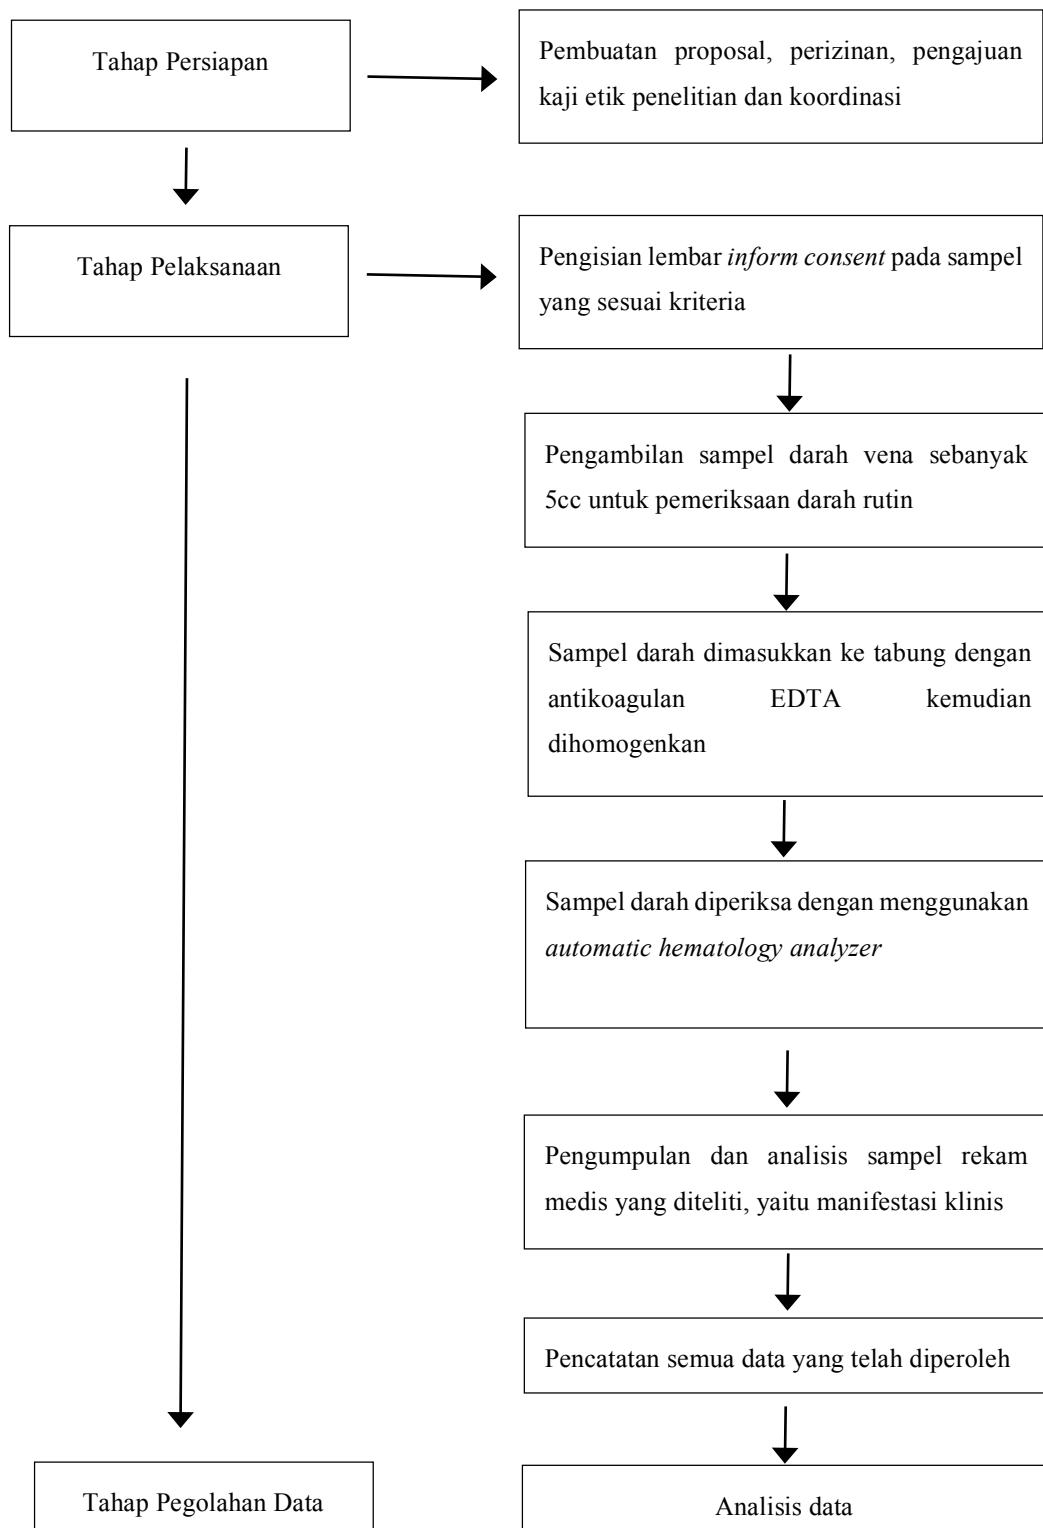 Tahap Persiapan
Pembuatan proposal, perizinan, pengajuan
kaji etik penelitian dan koordinasi
Tahap Pelaksanaan
Pengisian lembar inform consent pada sampel
yang sesuai kriteria
Pengambilan sampel darah vena sebanyak
5cc untuk pemeriksaan darah rutin
Sampel darah dimasukkan ke tabung dengan
antikoagulan EDTA kemudian
dihomogenkan
Sampel darah diperiksa dengan menggunakan
automatic hematology analyzer
Pengumpulan dan analisis sampel rekam
medis yang diteliti, yaitu manifestasi klinis
Pencatatan semua data yang telah diperoleh
Tahap Pegolahan Data
Analisis data